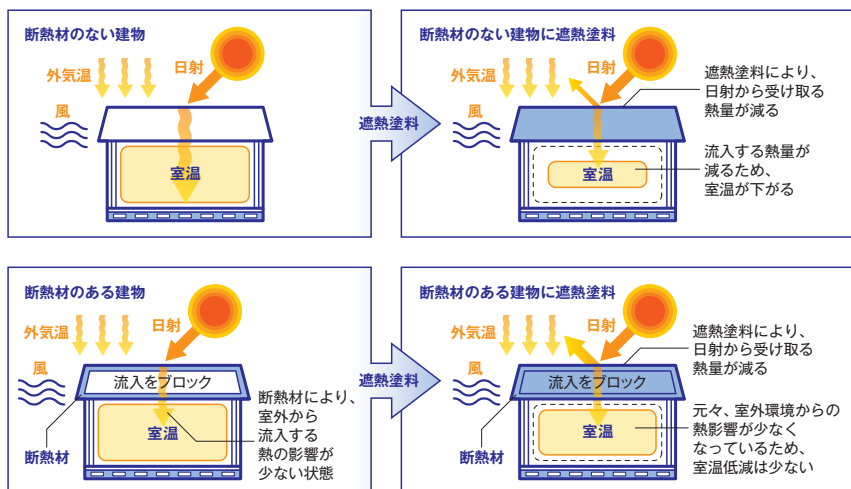 断熱材のない建物
外気温
日射
風
室温
遮熱塗料
断熱材のない建物に遮熱塗料
外気温
日射
風
室温
遮熱塗料により、
日射から受け取る
熱量が減る
流入する熱量が
減るため、
室温が下がる
断熱材のある建物
外気温
日射
風
流入をブロック
室温
断熱材
断熱材により、
室外から
流入する
熱の影響が
少ない状態
遮熱塗料
断熱材のある建物に遮熱塗料
外気温
日射
風
流入をブロック
室温
断熱材
遮熱塗料により、
日射から受け取る
熱量が減る
元々、室外環境からの
熱影響が少なく
なっているため、
室温低減は少ない